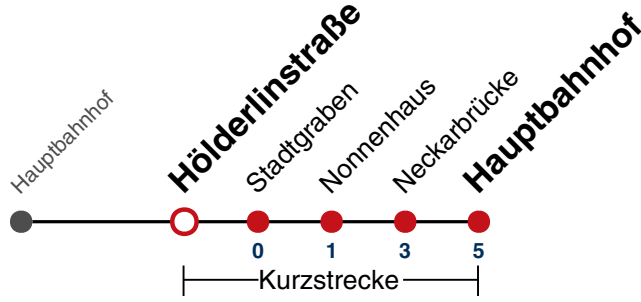 Hauptbahnhof
Hölderlinstraße
Stadtgraben
Nonnenhaus
Neckarbrücke
Hauptbahnhof
0 1 3 5
Kurzstrecke